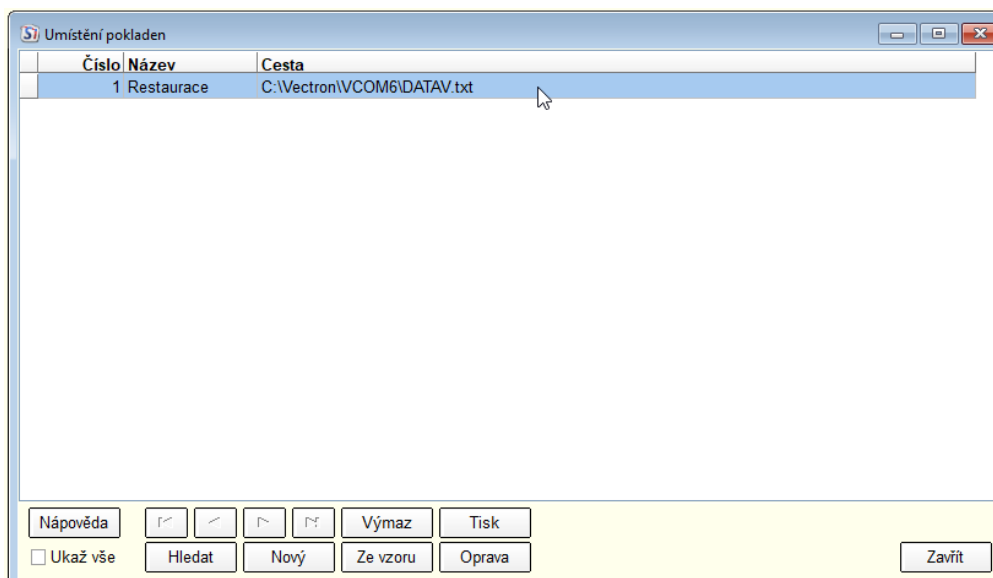 Umístění pokladen
Číslo Název Cesta
1 Restaurace C:\Vectron\VCOM6\DATAV.txt
Nápověda Výmaz Tisk
Ukaž vše Hledat Nový Ze vzoru Oprava Zavřít